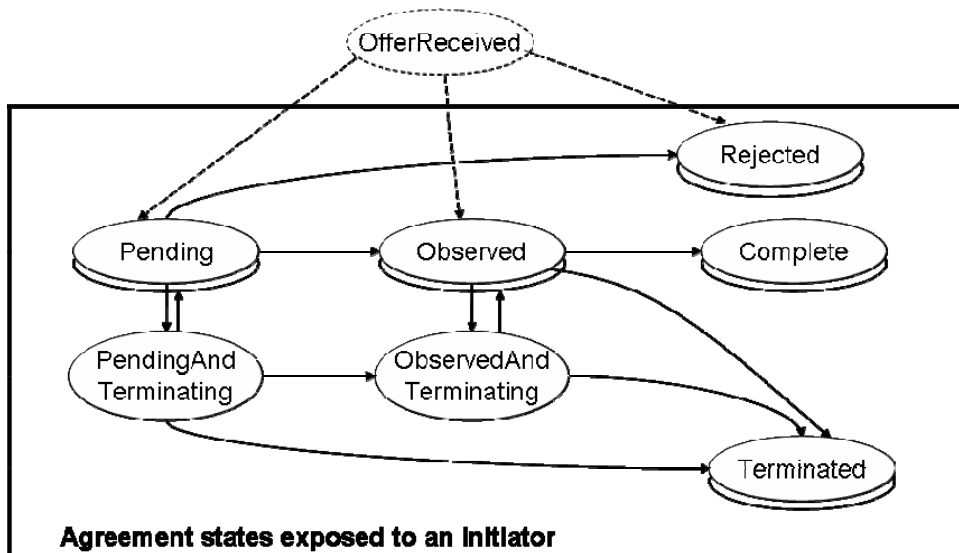 OfferReceived
Rejected
Pending
Observed
Complete
PendingAnd
Terminating
ObservedAnd
Terminating
Terminated
Agreement states exposed to an initiator